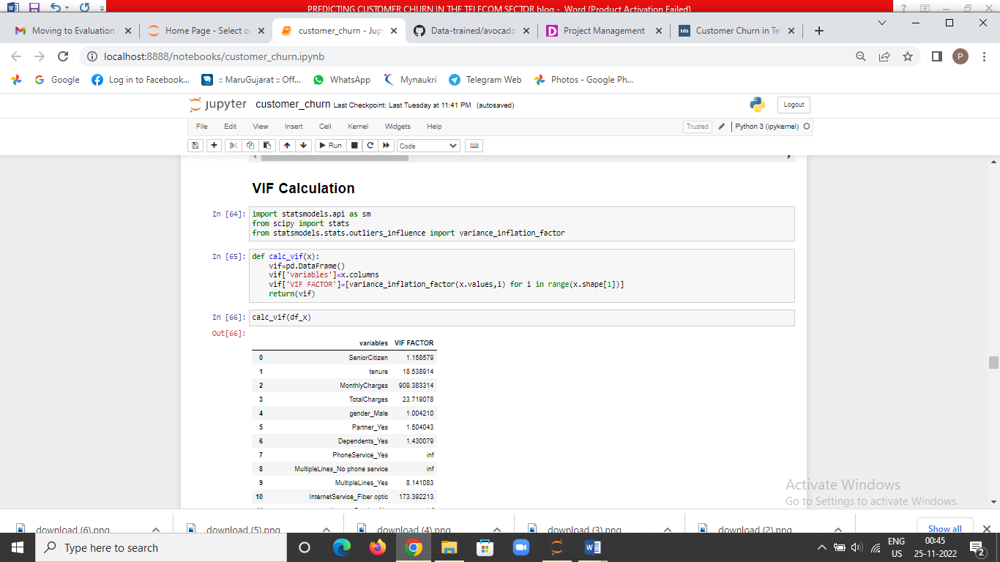 PREDICTING CUSTOMER CHURN IN THE TELECOM SECTOR blog - Word (Product Activation Failed)
Moving to Evaluation
Home Page - Select or
customer_churn - Jup
Data-trained/avocado
Project Management
tds Customer Churn in Tel
localhost:8888/notebooks/customer_churn.ipynb
P
Google
Log in to Facebook...
:: MaruGujarat :: Off...
WhatsApp
Mynaukri
Telegram Web
Photos - Google Ph...
jupyter customer_churn Last Checkpoint: Last Tuesday at 11:41 PM (autosaved)
Logout
File Edit View Insert Cell Kernel Widgets Help
Trusted Python 3 (ipykernel)
Run Code
VIF Calculation
In [64]: import statsmodels.api as sm
from scipy import stats
from statsmodels.stats.outliers_influence import variance_inflation_factor
In [65]: def calc_vif(x):
vif=pd.DataFrame()
vif['variables']=x.columns
vif['VIF FACTOR']=[variance_inflation_factor(x.values,i) for i in range(x.shape[1])]
return(vif)
In [66]: calc_vif(df_x)
Out[66]:
variables VIF FACTOR
0 SeniorCitizen 1.158579
1 tenure 18.538914
2 MonthlyCharges 909.383314
3 TotalCharges 23.719078
4 gender_Male 1.004210
5 Partner_Yes 1.504043
6 Dependents_Yes 1.430079
7 PhoneService_Yes inf
8 MultipleLines_No phone service inf
9 MultipleLines_Yes 8.141083
10 InternetService_Fiber optic 173.392213
Activate Windows
Go to Settings to activate Windows.
download (6).png
download (5).png
download (4).png
download (3).png
download (2).png
Show all
Type here to search
ENG
US
00:45
25-11-2022
2